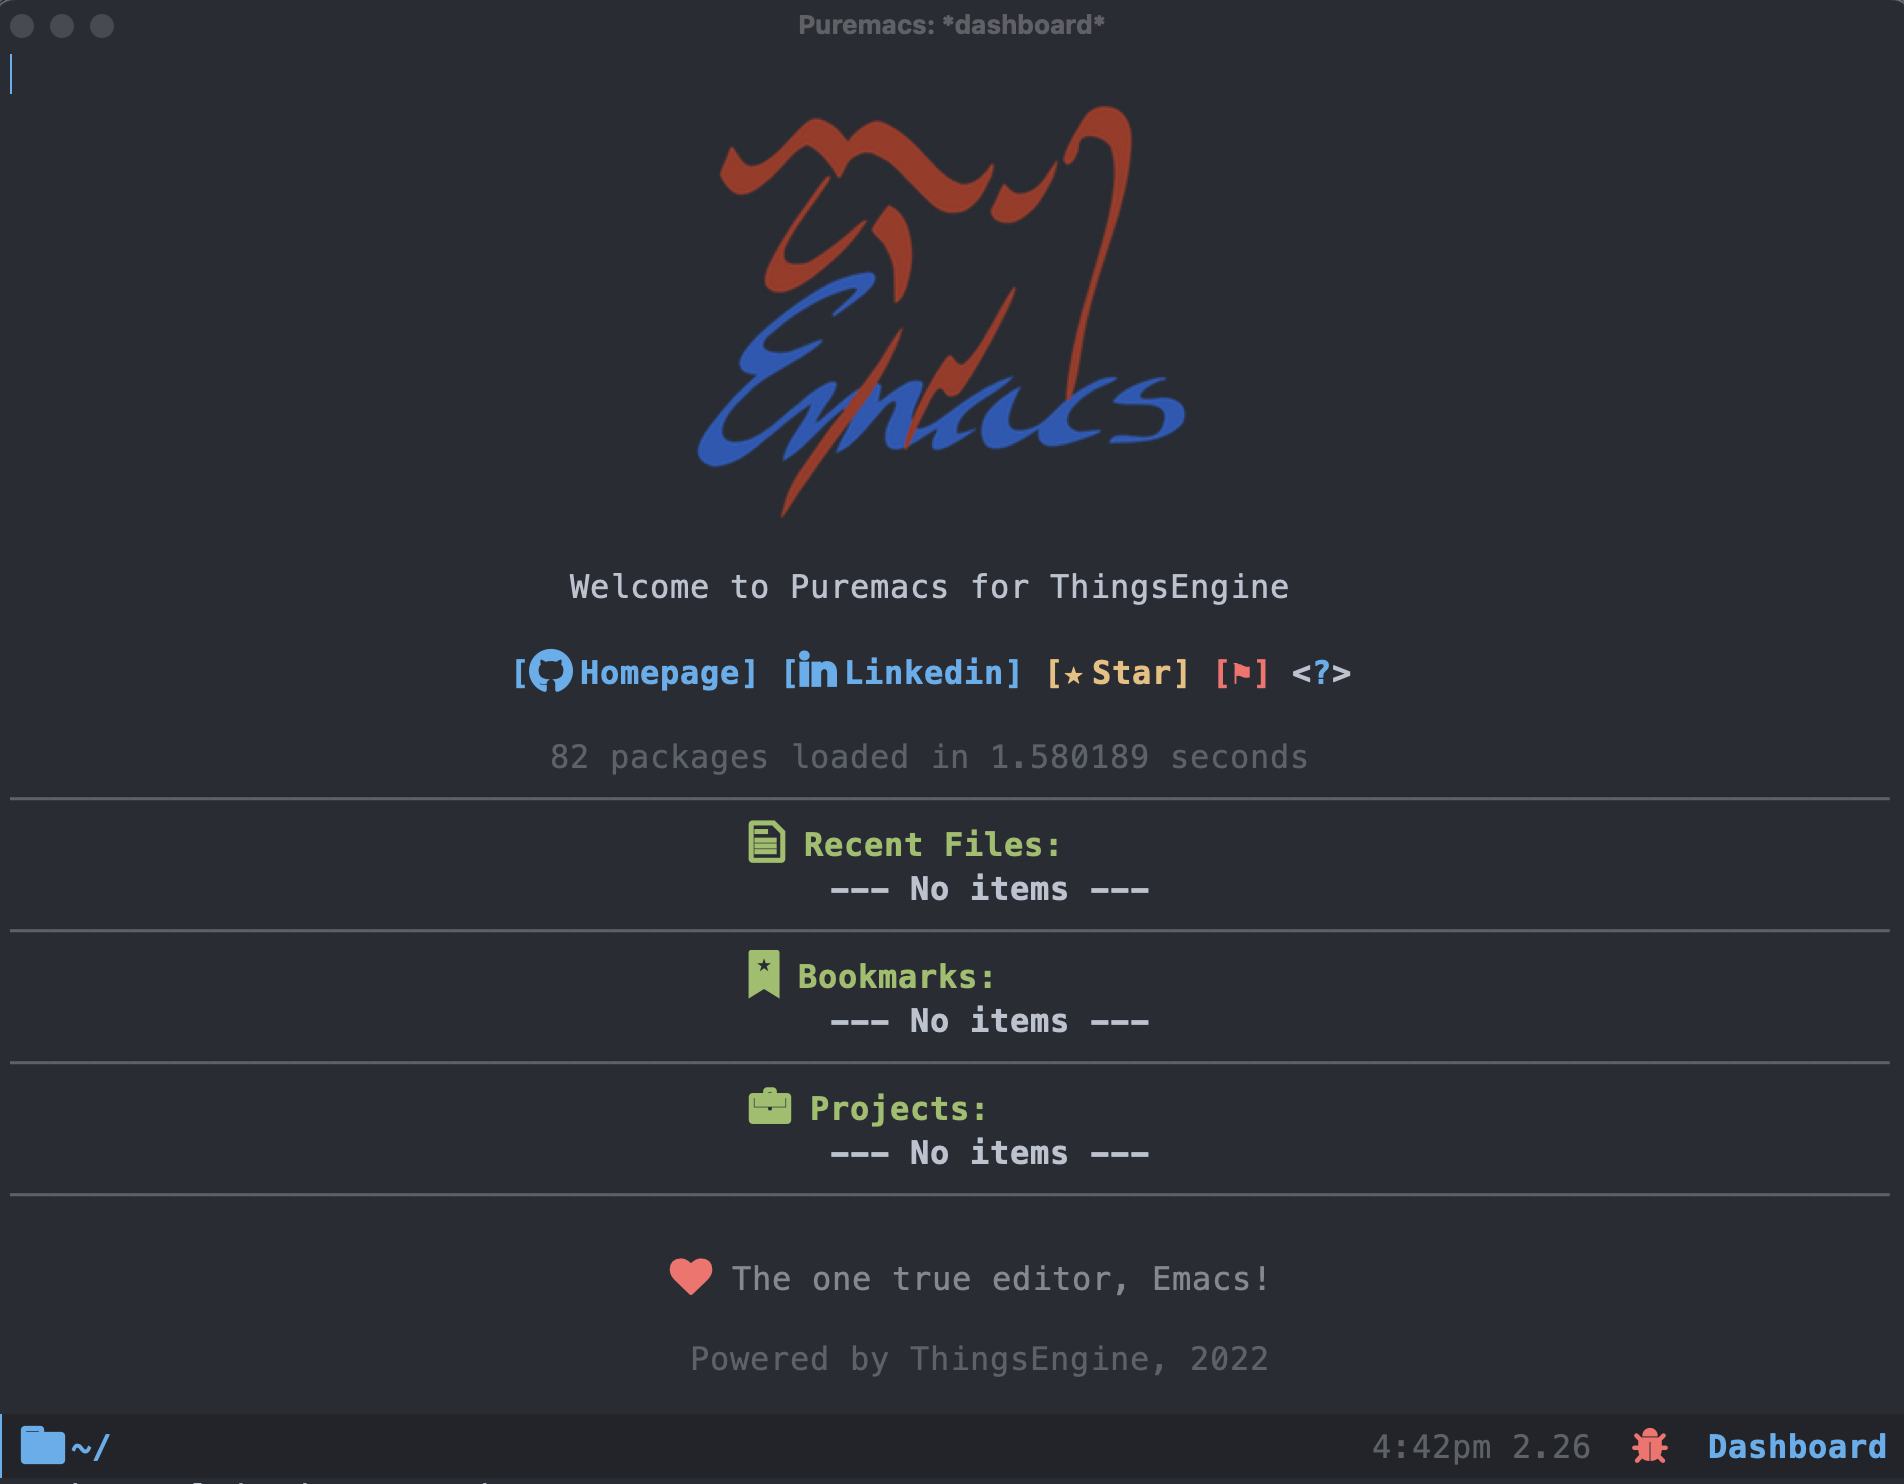 Puremacs: *dashboard*
Emacs
Welcome to Puremacs for ThingsEngine
[Homepage] [Linkedin] [★ Star] [⚑] <?>
82 packages loaded in 1.580189 seconds
Recent Files:
--- No items ---
Bookmarks:
--- No items ---
Projects:
--- No items ---
The one true editor, Emacs!
Powered by ThingsEngine, 2022
~/ 4:42pm 2.26 Dashboard